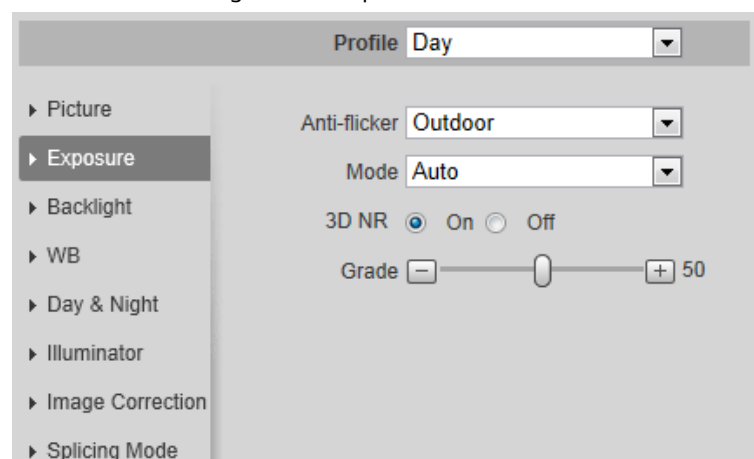 Profile Day
Picture
Exposure
Backlight
WB
Day & Night
Illuminator
Image Correction
Splicing Mode
Anti-flicker Outdoor
Mode Auto
3D NR On Off
Grade 50